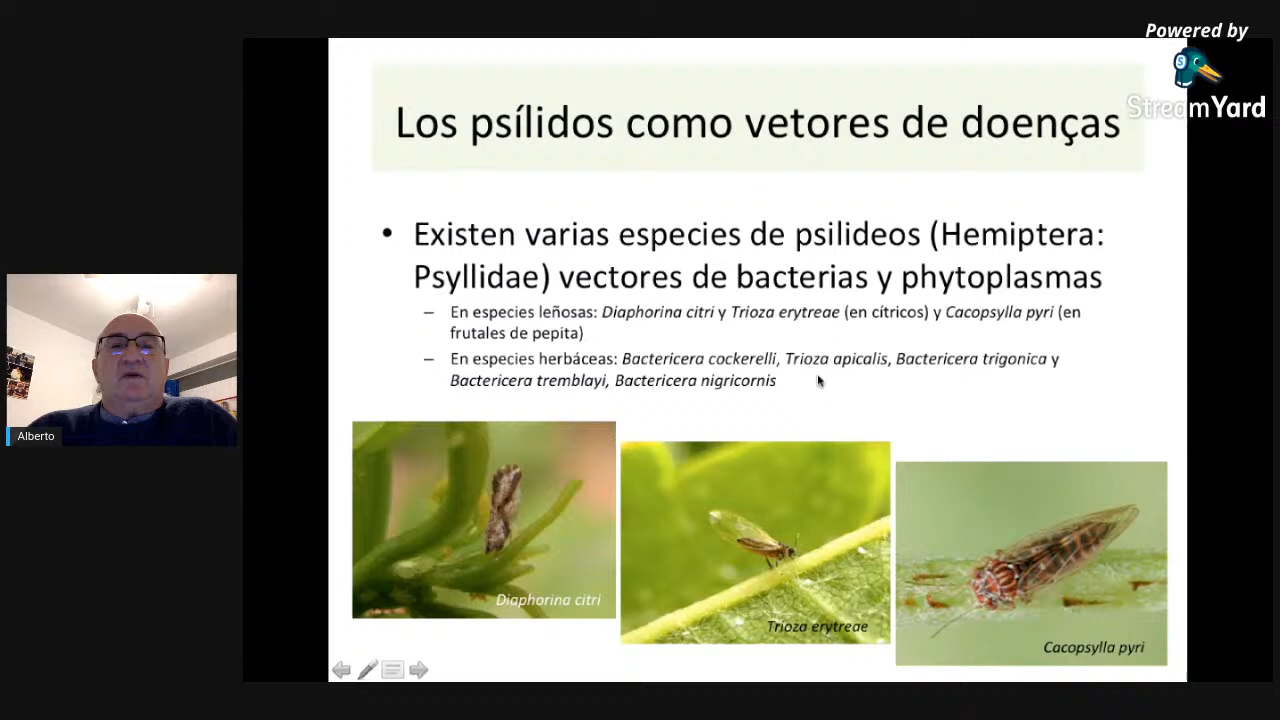 Powered by
StreamYard
Los psílidos como vetores de doenças
• Existen varias especies de psilideos (Hemiptera:
Psyllidae) vectores de bacterias y phytoplasmas
– En especies leñosas: Diaphorina citri y Trioza erytreae (en cítricos) y Cacopsylla pyri (en
frutales de pepita)
– En especies herbáceas: Bactericera cockerelli, Trioza apicalis, Bactericera trigonica y
Bactericera tremblayi, Bactericera nigricornis
Diaphorina citri
Trioza erytreae
Cacopsylla pyri
Alberto